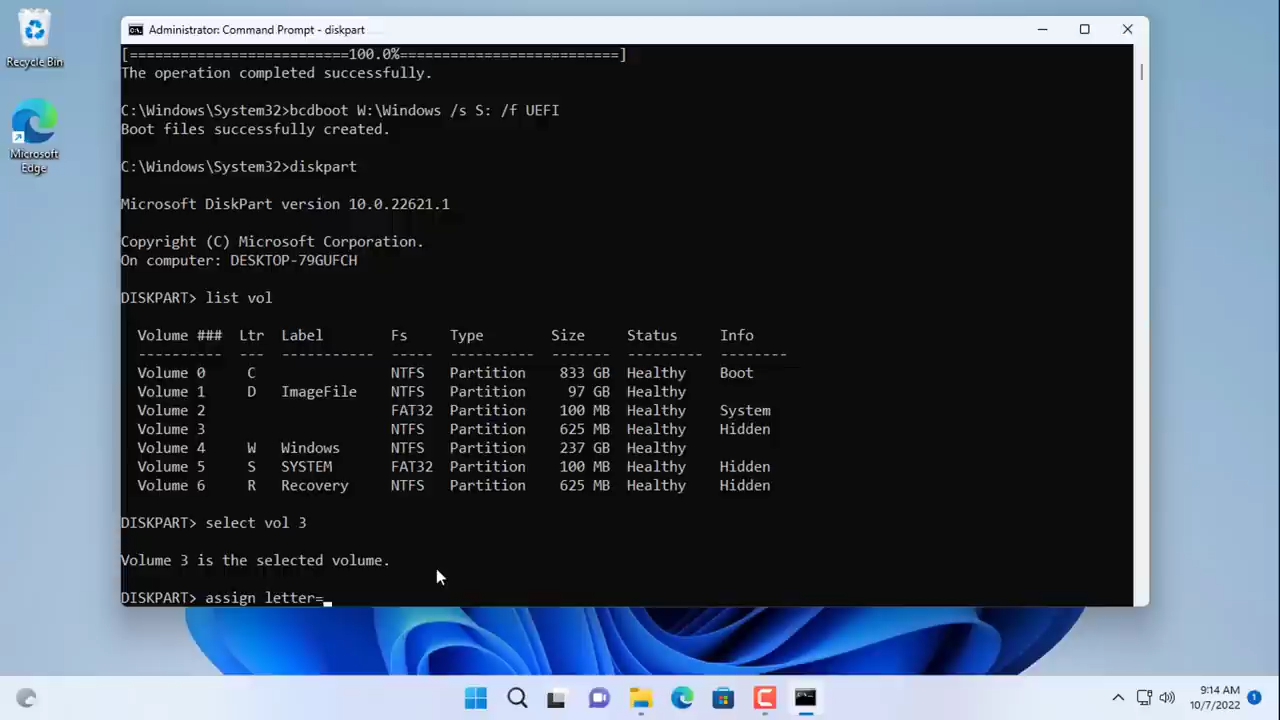 Recycle Bin
Microsoft
Edge
Administrator: Command Prompt - diskpart
[==========================100.0%==========================]
The operation completed successfully.
C:\Windows\System32>bcdboot W:\Windows /s S: /f UEFI
Boot files successfully created.
C:\Windows\System32>diskpart
Microsoft DiskPart version 10.0.22621.1
Copyright (C) Microsoft Corporation.
On computer: DESKTOP-79GUFCH
DISKPART> list vol
Volume ### Ltr Label Fs Type Size Status Info
---------- --- ----------- ----- ---------- ------- --------- --------
Volume 0 C NTFS Partition 833 GB Healthy Boot
Volume 1 D ImageFile NTFS Partition 97 GB Healthy
Volume 2 FAT32 Partition 100 MB Healthy System
Volume 3 NTFS Partition 625 MB Healthy Hidden
Volume 4 W Windows NTFS Partition 237 GB Healthy
Volume 5 S SYSTEM FAT32 Partition 100 MB Healthy Hidden
Volume 6 R Recovery NTFS Partition 625 MB Healthy Hidden
DISKPART> select vol 3
Volume 3 is the selected volume.
DISKPART> assign letter=
9:14 AM
10/7/2022
1